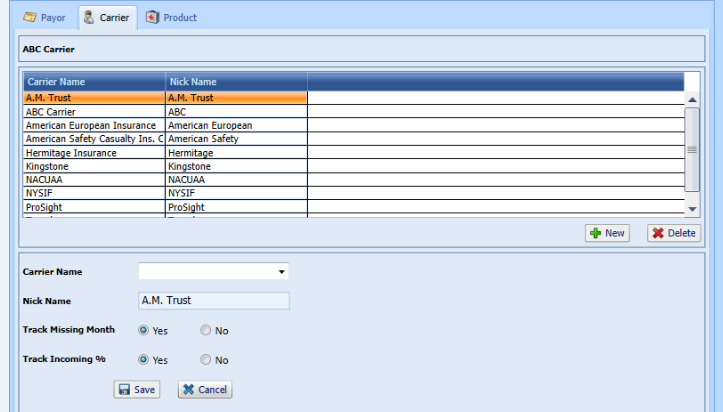 Payor Carrier Product
ABC Carrier
Carrier Name Nick Name
A.M. Trust A.M. Trust
ABC Carrier ABC
American European Insurance American European
American Safety Casualty Ins. C American Safety
Hermitage Insurance Hermitage
Kingstone Kingstone
NACUAA NACUAA
NYSIF NYSIF
ProSight ProSight
New Delete
Carrier Name
Nick Name A.M. Trust
Track Missing Month Yes No
Track Incoming % Yes No
Save Cancel